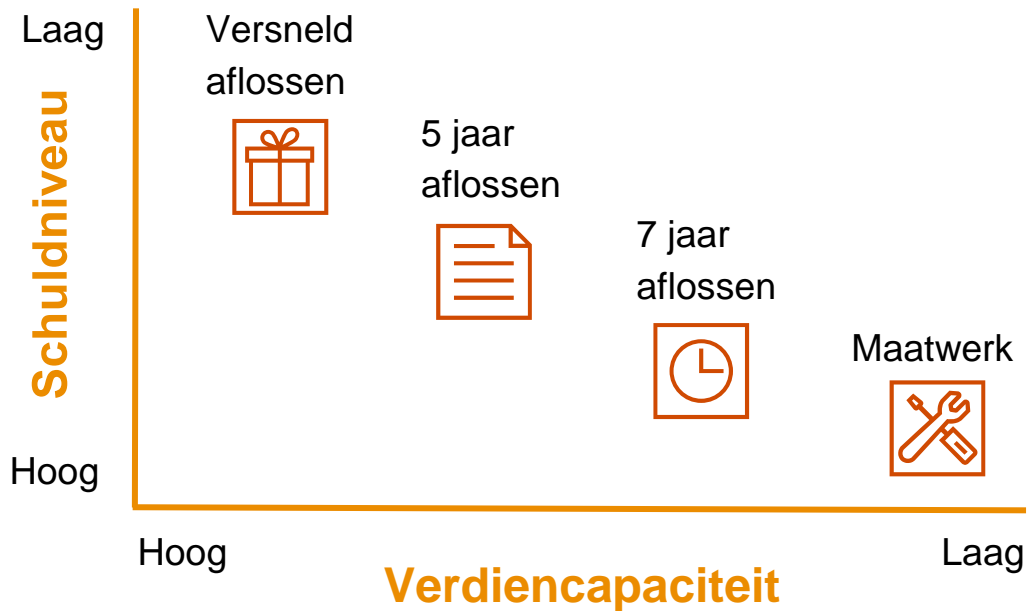 Laag
Versneld
aflossen
5 jaar
aflossen
7 jaar
aflossen
Maatwerk
Schuldniveau
Hoog
Hoog
Laag
Verdiencapaciteit